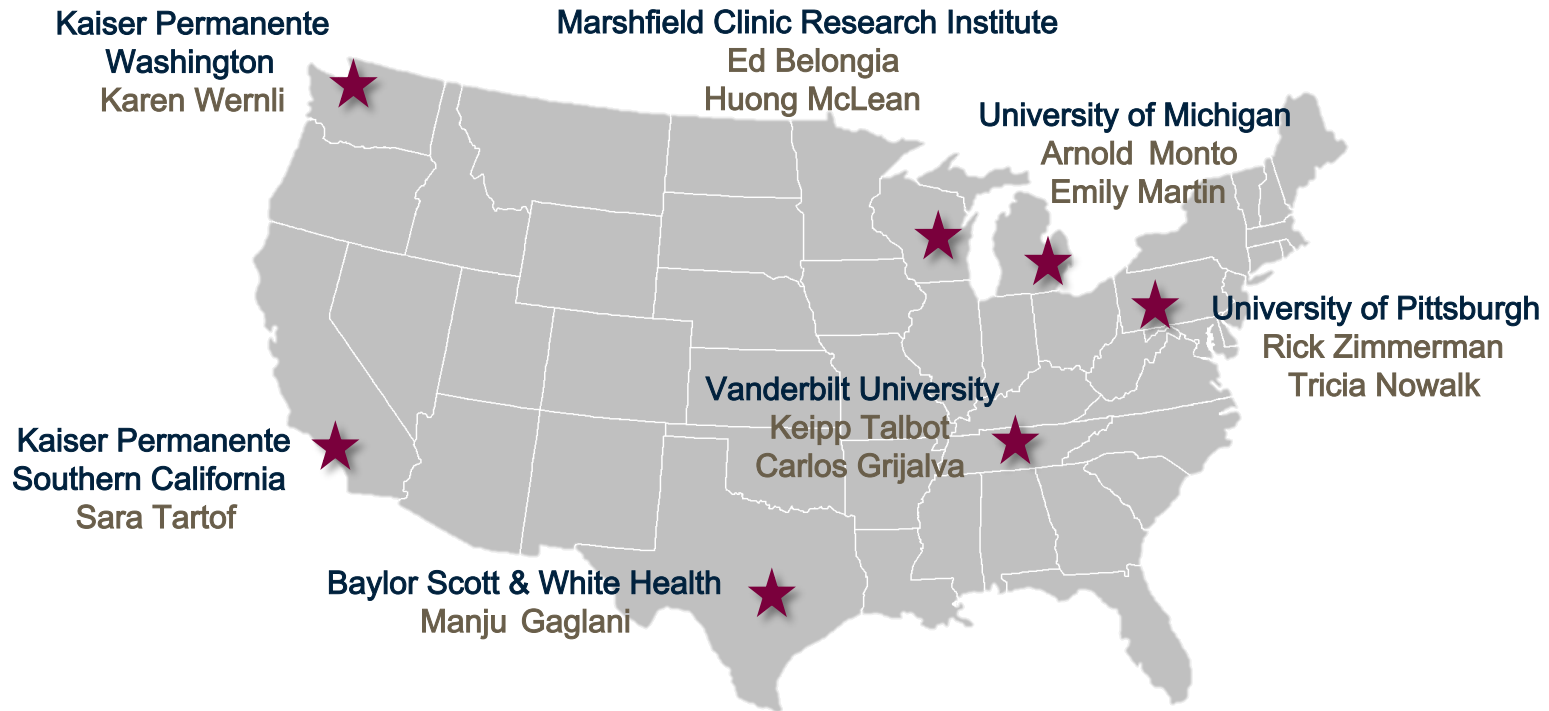 Kaiser Permanente
Washington
Karen Wernli
Marshfield Clinic Research Institute
Ed Belongia
Huong McLean
University of Michigan
Arnold Monto
Emily Martin
University of Pittsburgh
Rick Zimmerman
Tricia Nowalk
Vanderbilt University
Keipp Talbot
Carlos Grijalva
Kaiser Permanente
Southern California
Sara Tartof
Baylor Scott & White Health
Manju Gaglani